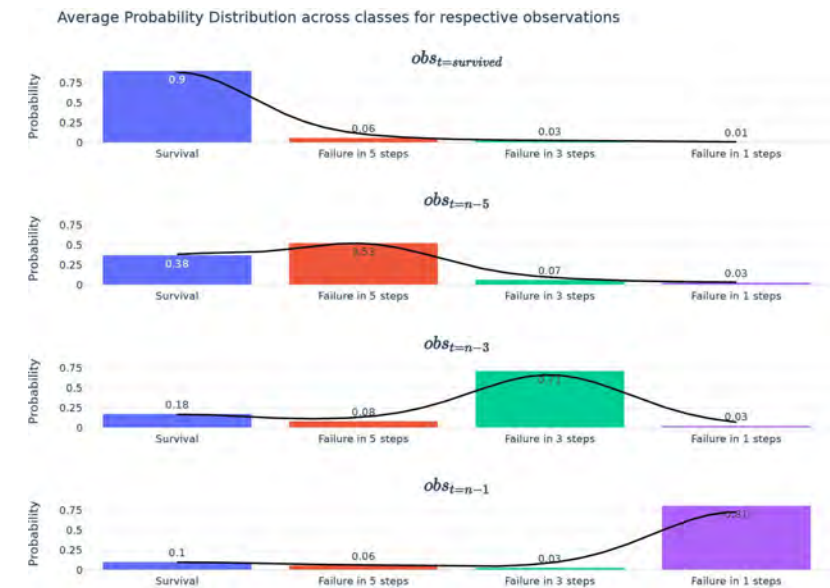 Average Probability Distribution across classes for respective observations
obs_{t=survived}
Probability
0.75
0.5
0.25
0
0.9
0.06
0.03
0.01
Survival
Failure in 5 steps
Failure in 3 steps
Failure in 1 steps
obs_{t=n−5}
Probability
0.75
0.5
0.25
0
0.38
0.53
0.07
0.03
Survival
Failure in 5 steps
Failure in 3 steps
Failure in 1 steps
obs_{t=n−3}
Probability
0.75
0.5
0.25
0
0.18
0.08
0.71
0.03
Survival
Failure in 5 steps
Failure in 3 steps
Failure in 1 steps
obs_{t=n−1}
Probability
0.75
0.5
0.25
0
0.1
0.06
0.03
0.81
Survival
Failure in 5 steps
Failure in 3 steps
Failure in 1 steps